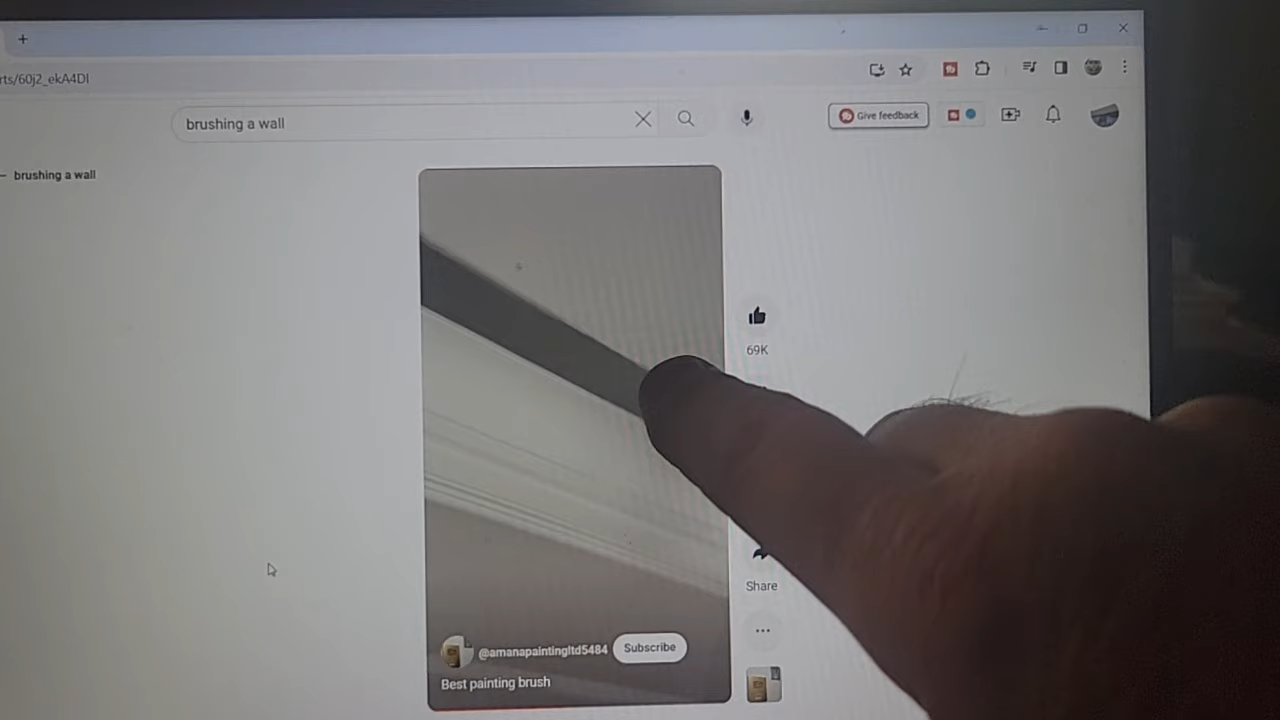 +
rts/60j2_ekA4DI
brushing a wall
Give feedback
brushing a wall
69K
Share
@amanapaintingltd5484
Subscribe
Best painting brush